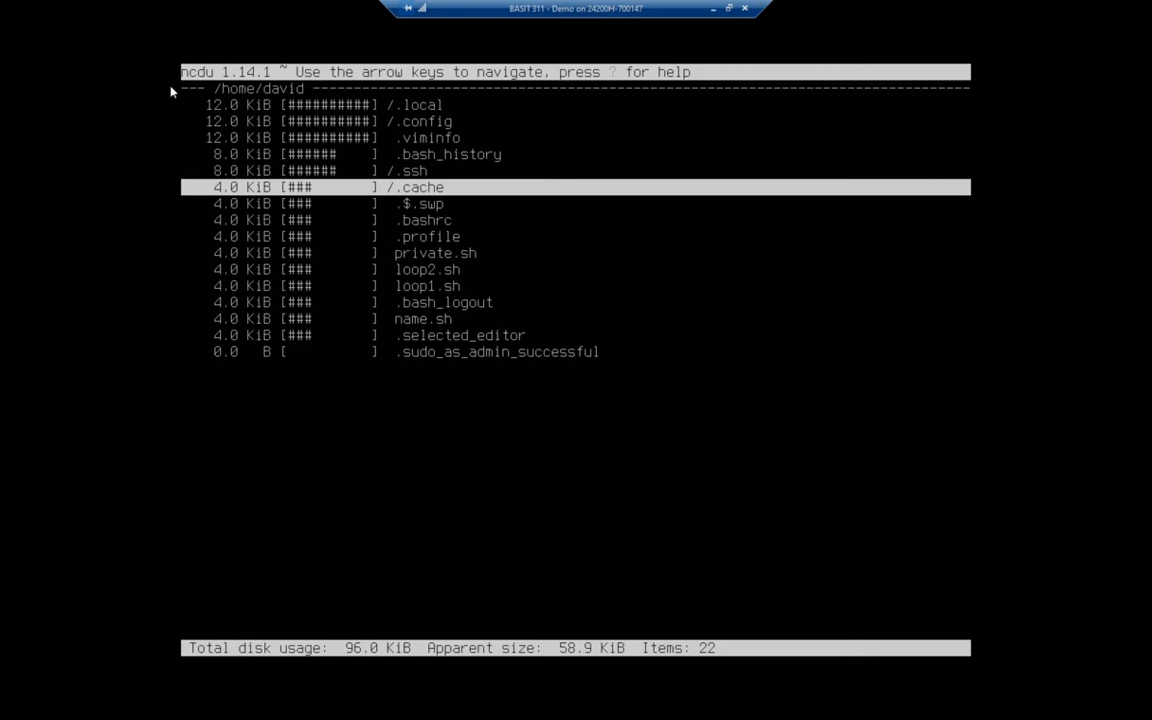 BASIT 311 - Demo on 24200H-700147
ncdu 1.14.1 ~ Use the arrow keys to navigate, press ? for help
--- /home/david --------------------------------------------------------------------------------
12.0 KiB [##########] /.local
12.0 KiB [##########] /.config
12.0 KiB [##########]  .viminfo
8.0 KiB [######    ]  .bash_history
8.0 KiB [######    ] /.ssh
4.0 KiB [###       ] /.cache
4.0 KiB [###       ]  .$.swp
4.0 KiB [###       ]  .bashrc
4.0 KiB [###       ]  .profile
4.0 KiB [###       ]  private.sh
4.0 KiB [###       ]  loop2.sh
4.0 KiB [###       ]  loop1.sh
4.0 KiB [###       ]  .bash_logout
4.0 KiB [###       ]  name.sh
4.0 KiB [###       ]  .selected_editor
0.0   B [          ]  .sudo_as_admin_successful
Total disk usage:  96.0 KiB  Apparent size:  58.9 KiB  Items: 22